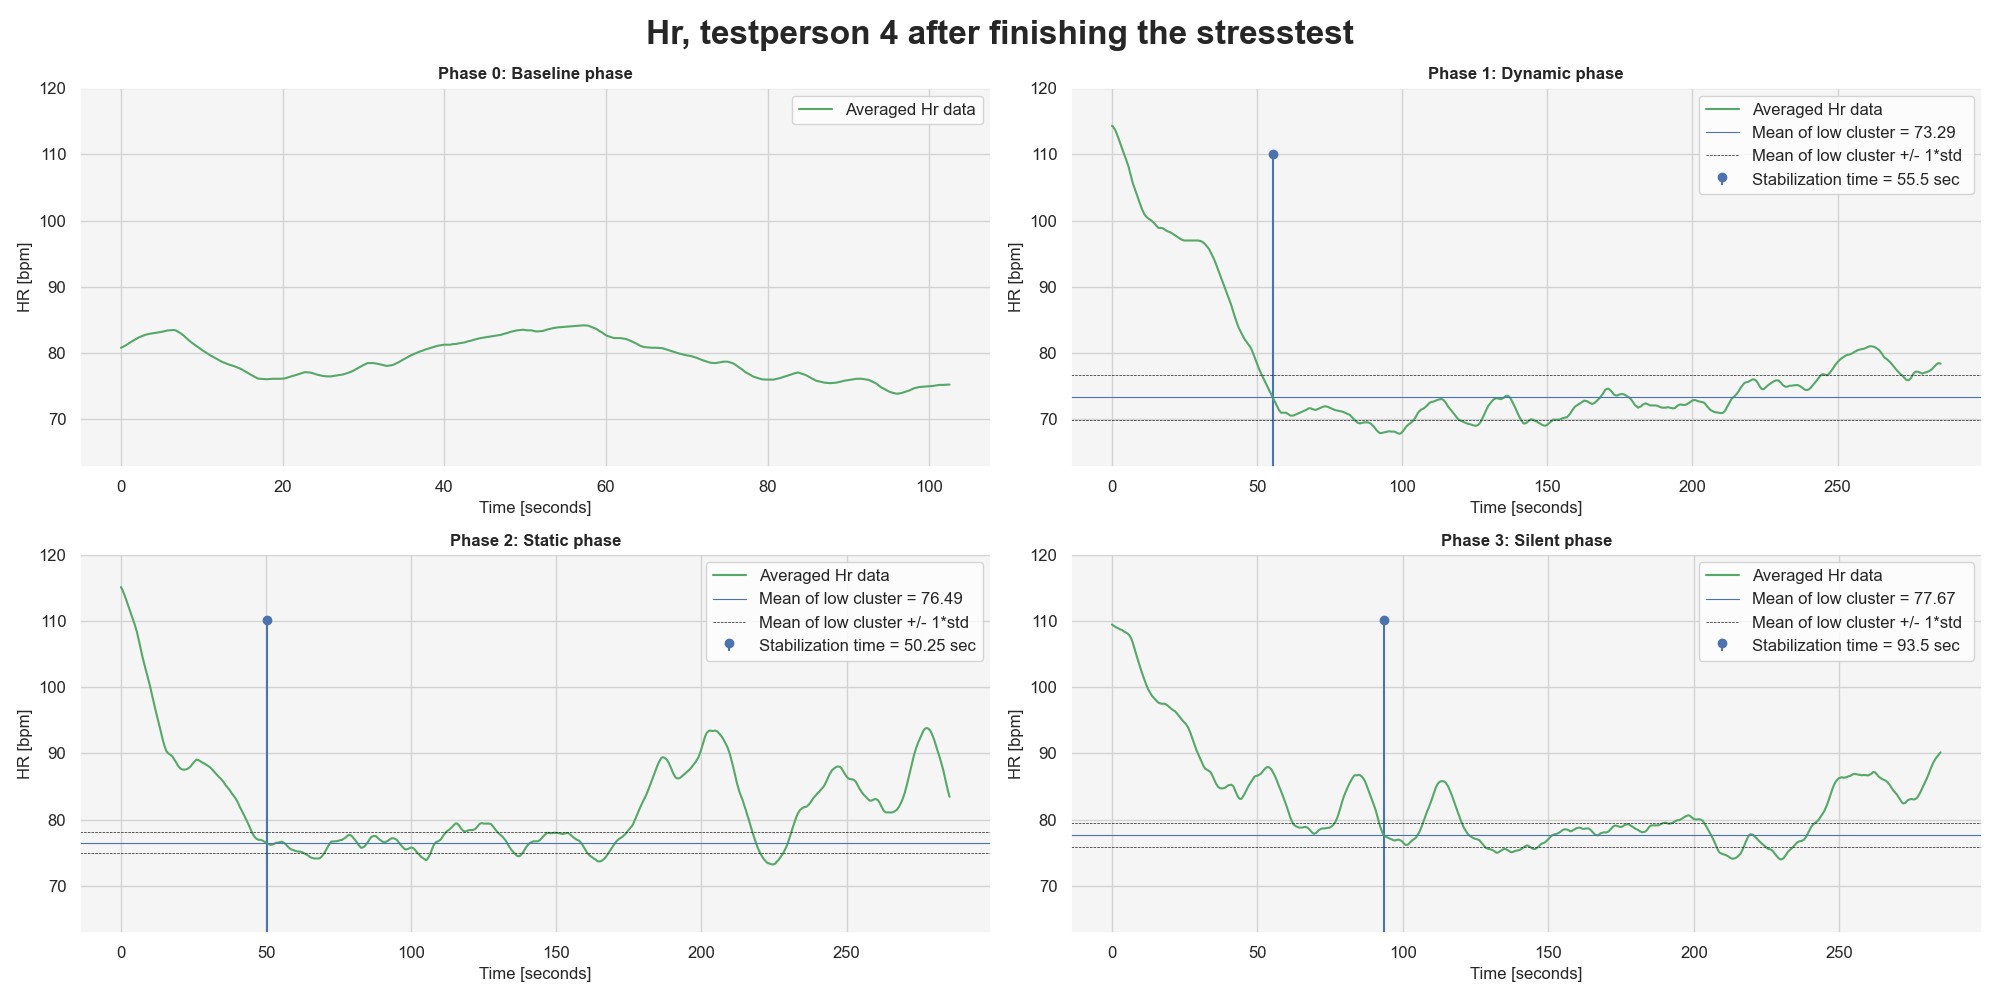 Hr, testperson 4 after finishing the stresstest
Phase 0: Baseline phase
120
110
100
90
80
70
HR [bpm]
0 20 40 60 80 100
Time [seconds]
Averaged Hr data
Phase 1: Dynamic phase
120
110
100
90
80
70
HR [bpm]
0 50 100 150 200 250
Time [seconds]
Averaged Hr data
Mean of low cluster = 73.29
Mean of low cluster +/- 1*std
Stabilization time = 55.5 sec
Phase 2: Static phase
120
110
100
90
80
70
HR [bpm]
0 50 100 150 200 250
Time [seconds]
Averaged Hr data
Mean of low cluster = 76.49
Mean of low cluster +/- 1*std
Stabilization time = 50.25 sec
Phase 3: Silent phase
120
110
100
90
80
70
HR [bpm]
0 50 100 150 200 250
Time [seconds]
Averaged Hr data
Mean of low cluster = 77.67
Mean of low cluster +/- 1*std
Stabilization time = 93.5 sec